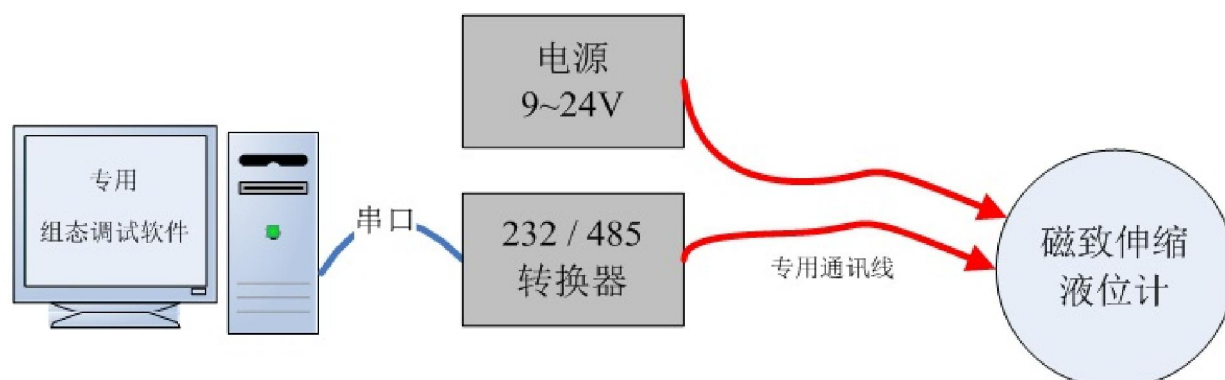 电源
9~24V
专用
组态调试软件
串口
232 / 485
转换器
专用通讯线
磁致伸缩
液位计